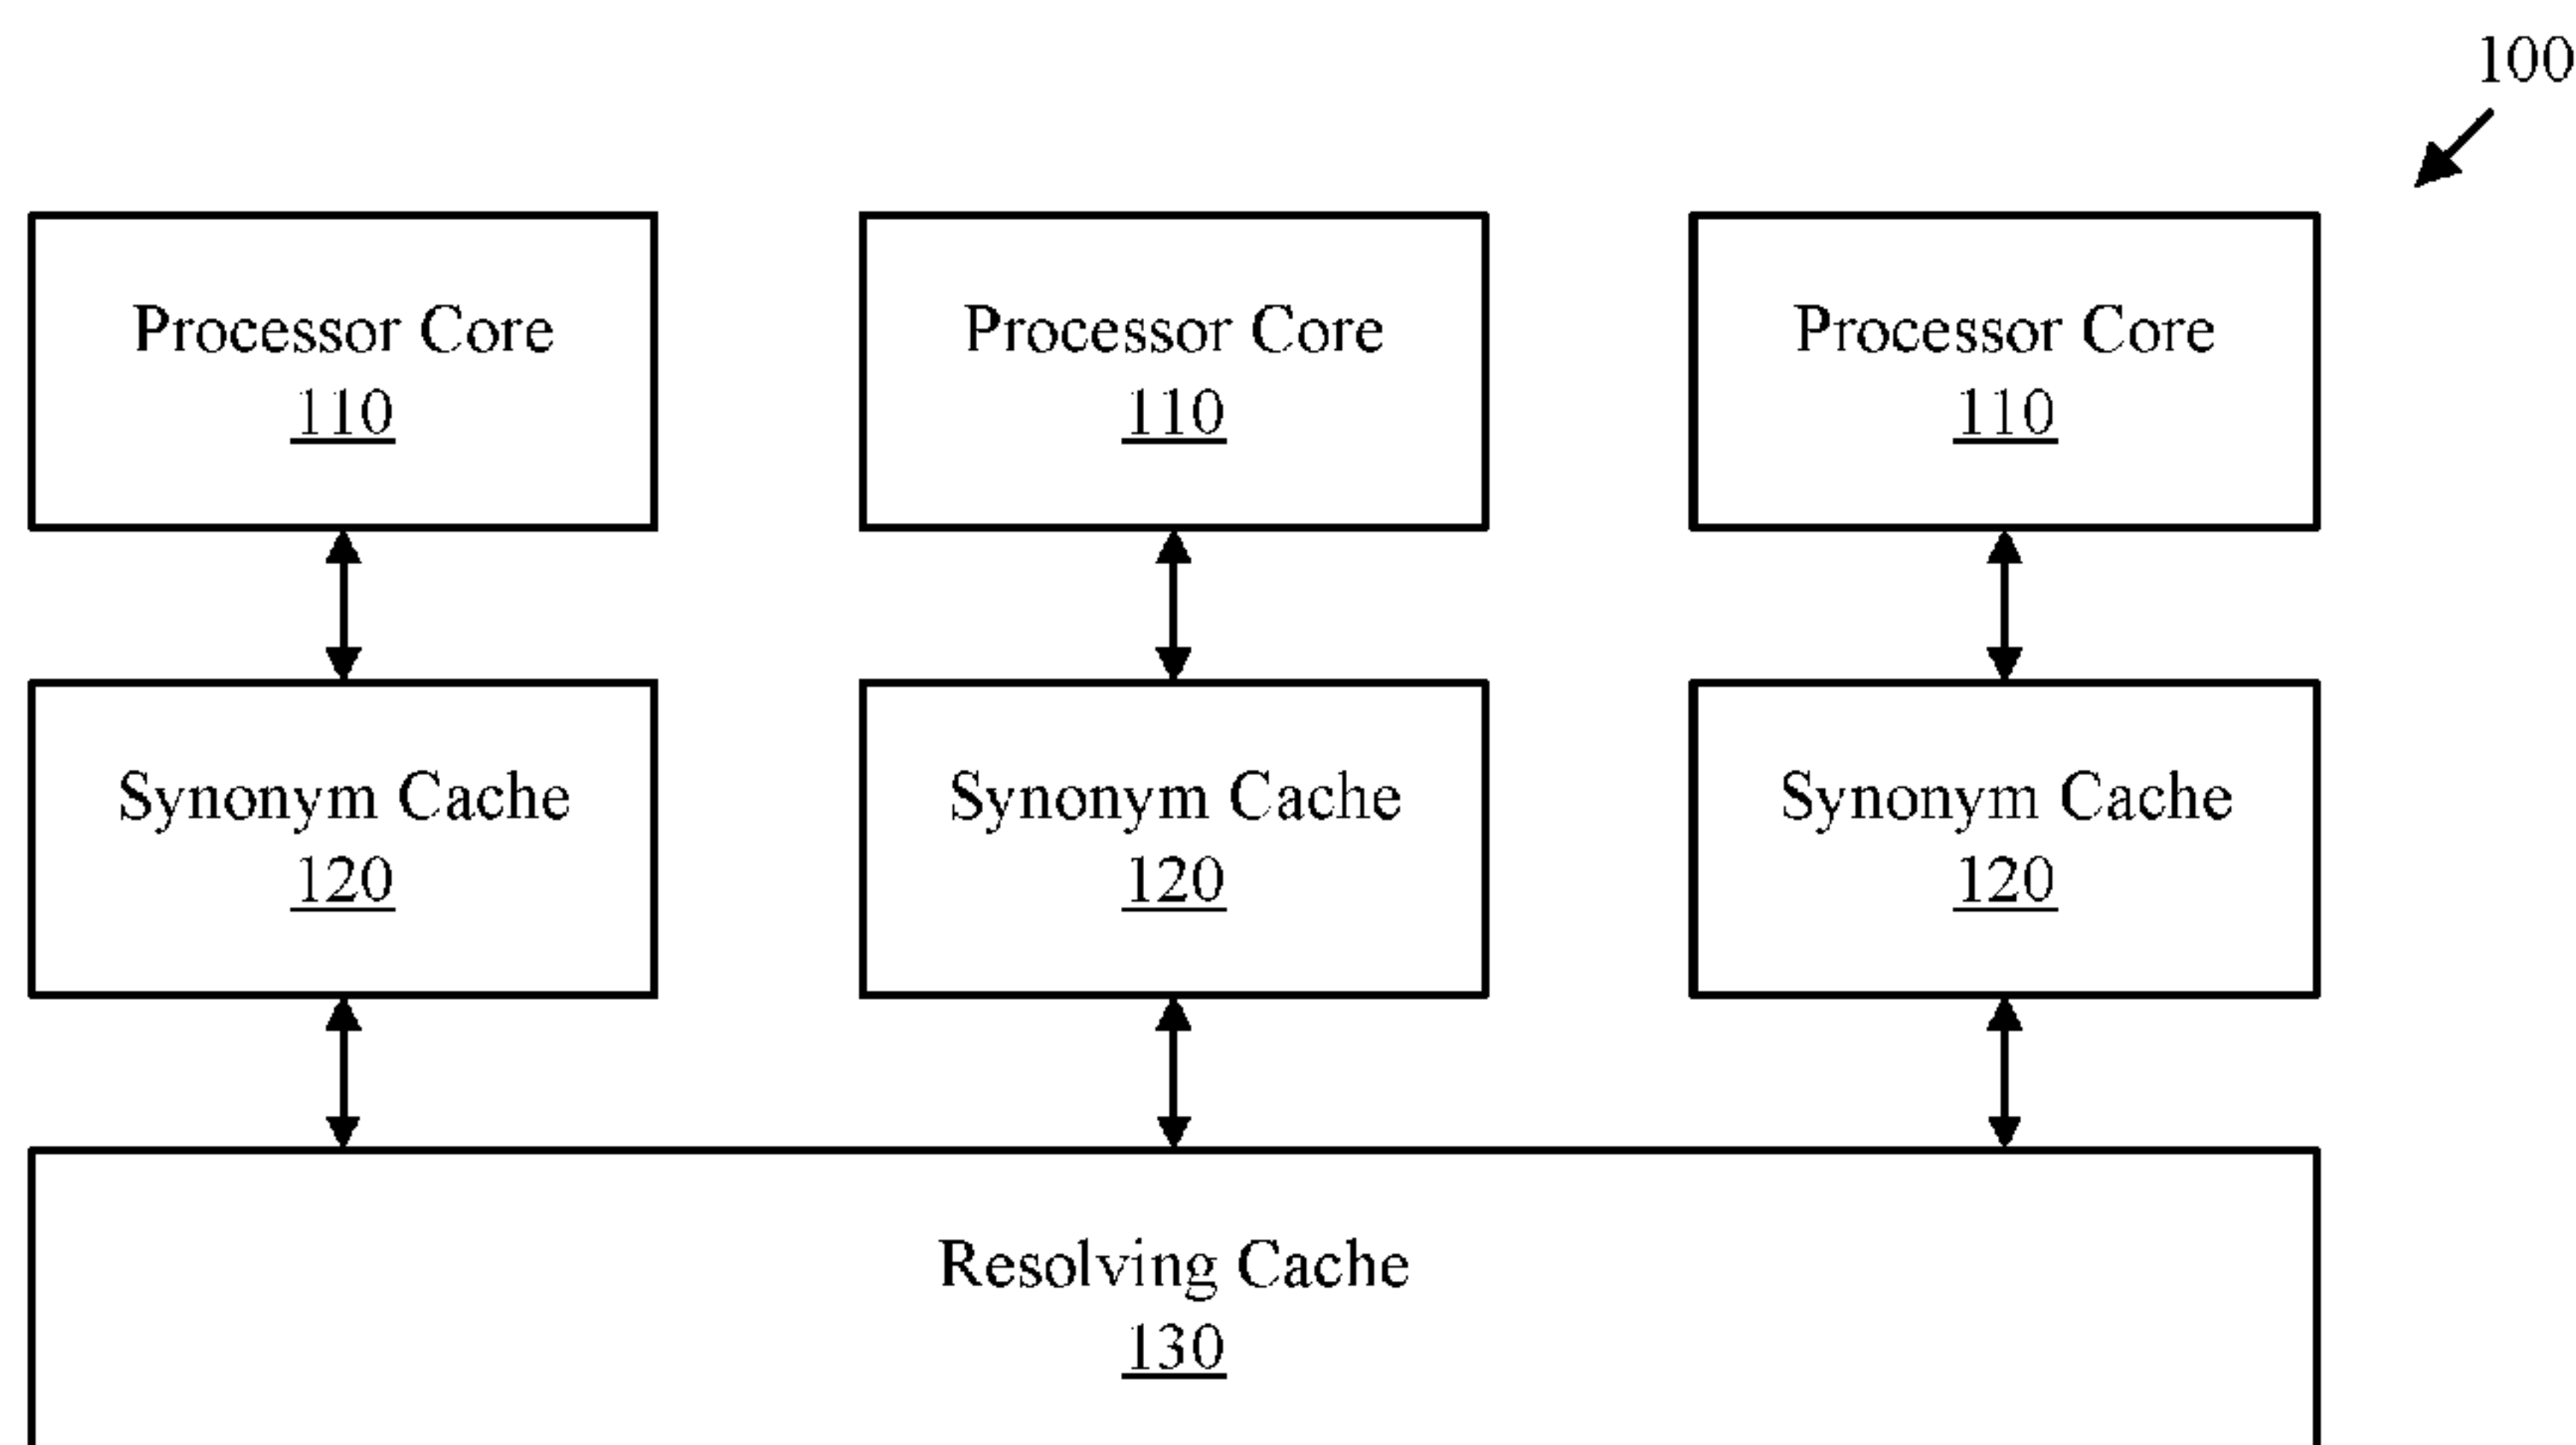 100
Processor Core
110
Processor Core
110
Processor Core
110
Synonym Cache
120
Synonym Cache
120
Synonym Cache
120
Resolving Cache
130